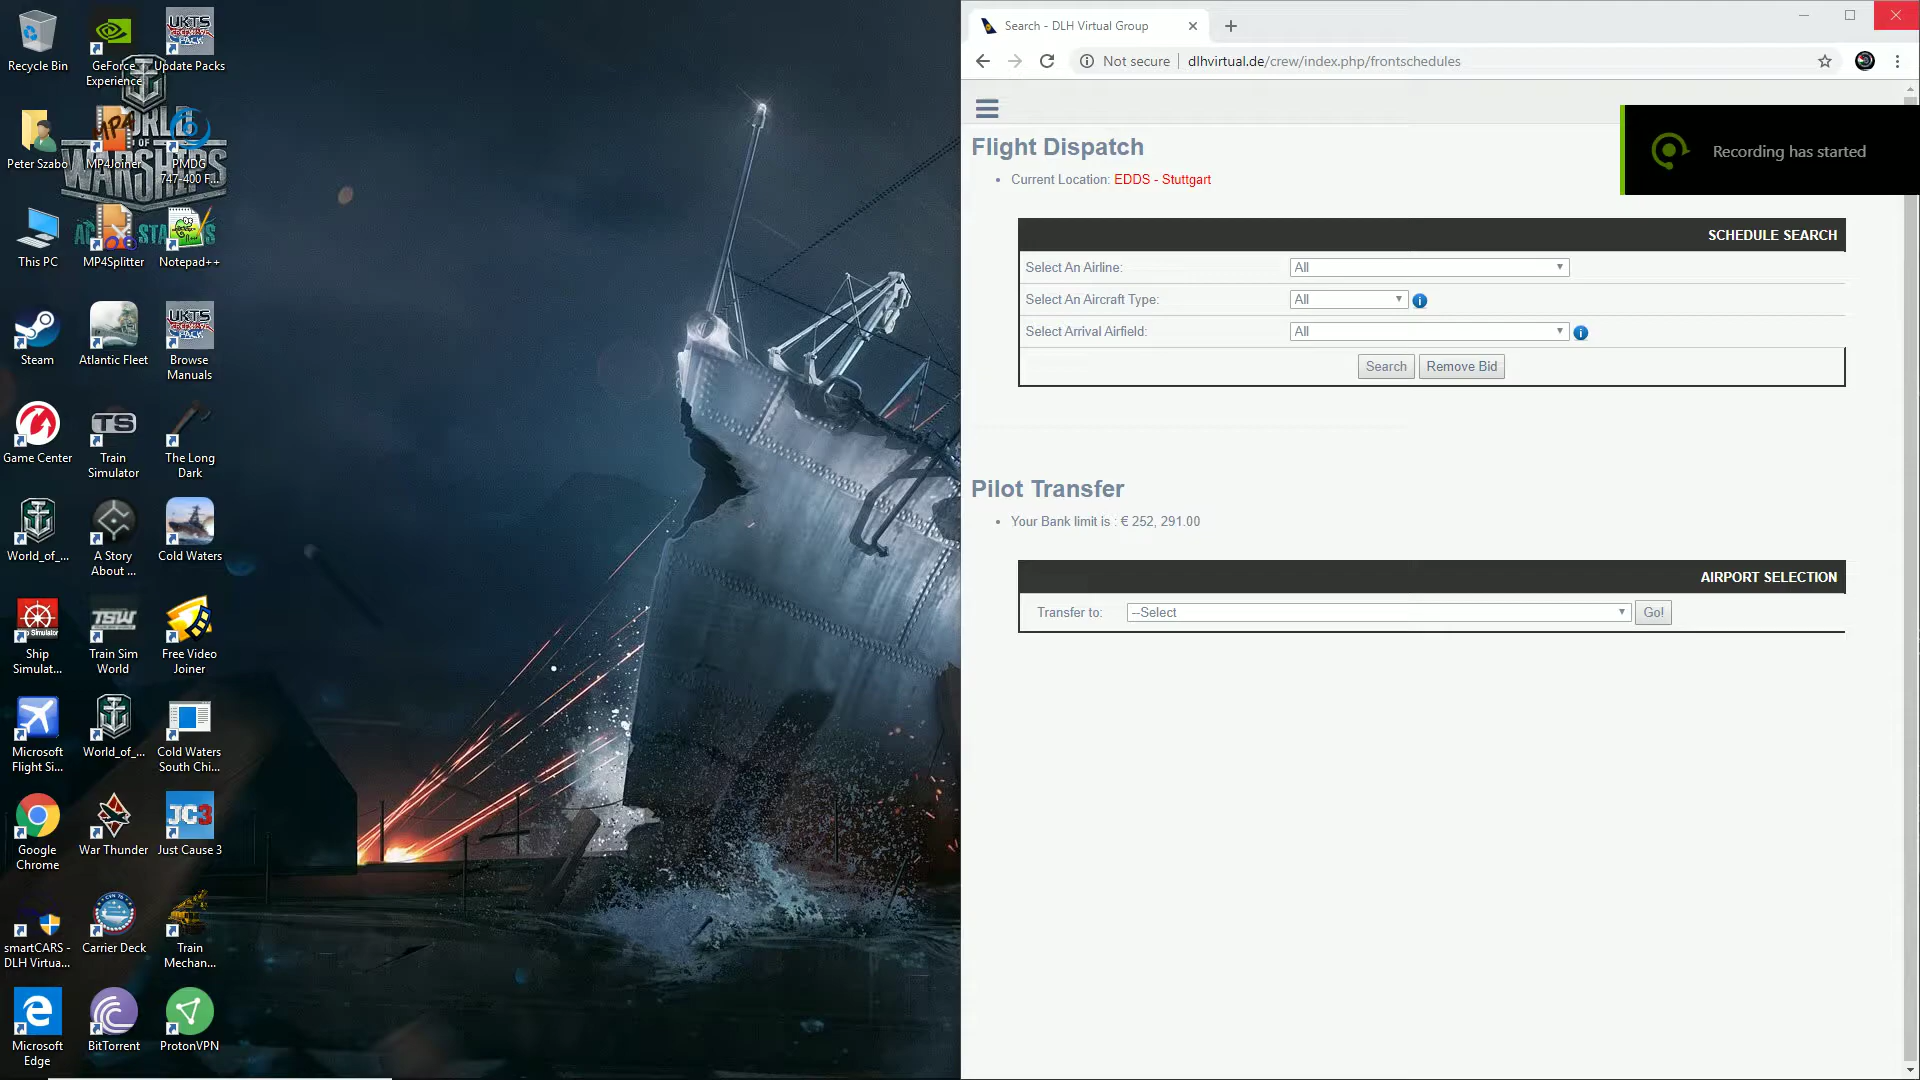 Recycle Bin
GeForce Experience
Update Packs
Peter Szabo
MP4Joiner
PMDG 747-400 F...
WORLD OF WARSHIPS
This PC
MP4Splitter
Notepad++
Steam
Atlantic Fleet
Browse Manuals
Game Center
Train Simulator
The Long Dark
World_of_...
A Story About ...
Cold Waters
Ship Simulat...
Train Sim World
Free Video Joiner
Microsoft Flight Si...
World_of_...
Cold Waters South Chi...
Google Chrome
War Thunder
Just Cause 3
smartCARS - DLH Virtua...
Carrier Deck
Train Mechan...
Microsoft Edge
BitTorrent
ProtonVPN
Search - DLH Virtual Group
Not secure | dlhvirtual.de/crew/index.php/frontschedules
Recording has started
Flight Dispatch
Current Location: EDDS - Stuttgart
SCHEDULE SEARCH
Select An Airline: All
Select An Aircraft Type: All
Select Arrival Airfield: All
Search Remove Bid
Pilot Transfer
Your Bank limit is : € 252, 291.00
AIRPORT SELECTION
Transfer to: --Select Go!